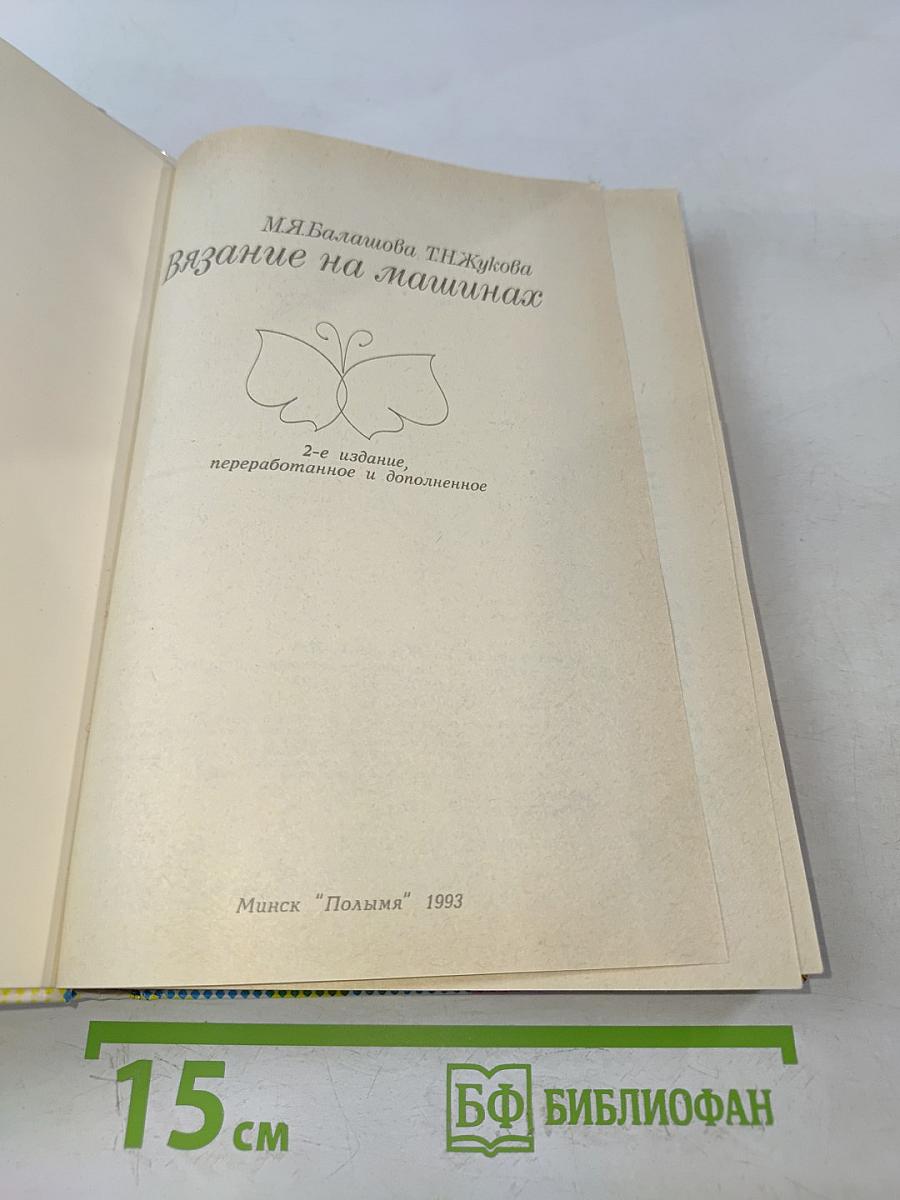 М.Я.Балашова Т.Н.Жукова
Вязание на машинах
2-е издание,
переработанное и дополненное
Минск "Полымя" 1993
15 см
БФ БИБЛИОФАН